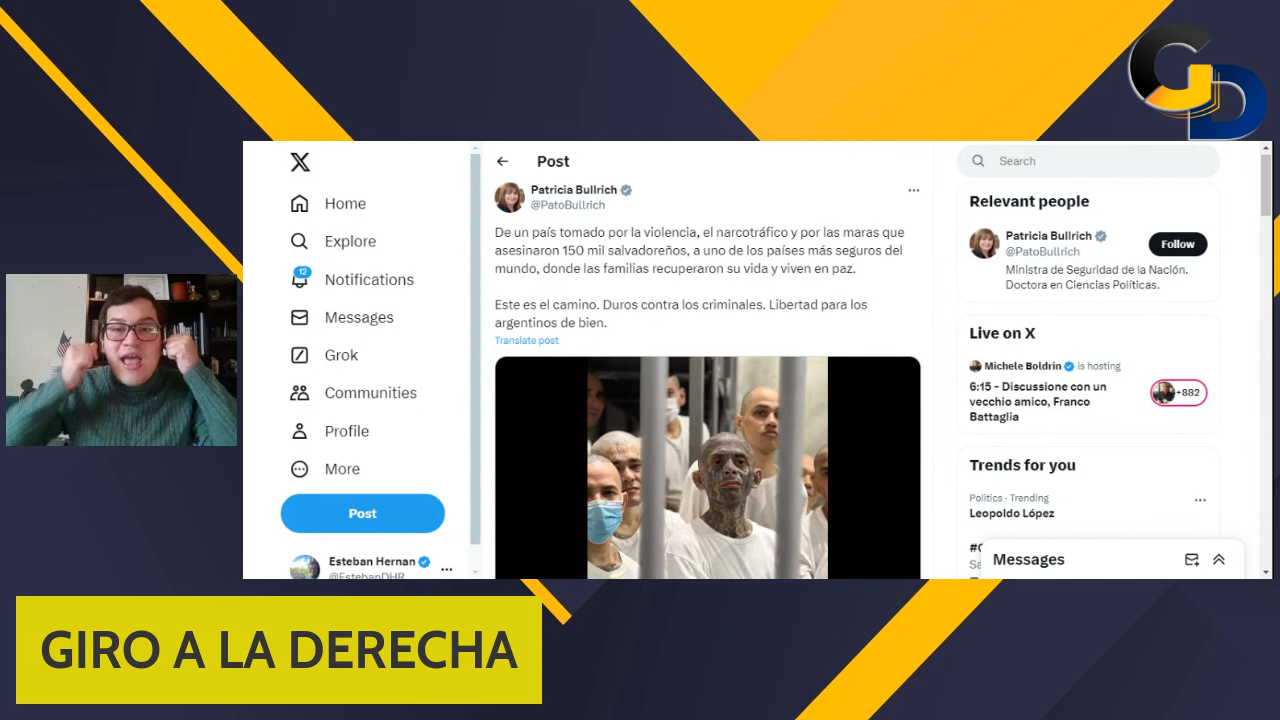 GD
X
Home
Explore
12
Notifications
Messages
Grok
Communities
Profile
More
Post
Esteban Hernan
@EstebanDHR
Post
Patricia Bullrich
@PatoBullrich
De un país tomado por la violencia, el narcotráfico y por las maras que
asesinaron 150 mil salvadoreños, a uno de los países más seguros del
mundo, donde las familias recuperaron su vida y viven en paz.
Este es el camino. Duros contra los criminales. Libertad para los
argentinos de bien.
Translate post
Search
Relevant people
Patricia Bullrich
@PatoBullrich
Follow
Ministra de Seguridad de la Nación.
Doctora en Ciencias Políticas.
Live on X
Michele Boldrin is hosting
6:15 - Discussione con un
vecchio amico, Franco
Battaglia
+882
Trends for you
Politics · Trending
Leopoldo López
Messages
GIRO A LA DERECHA